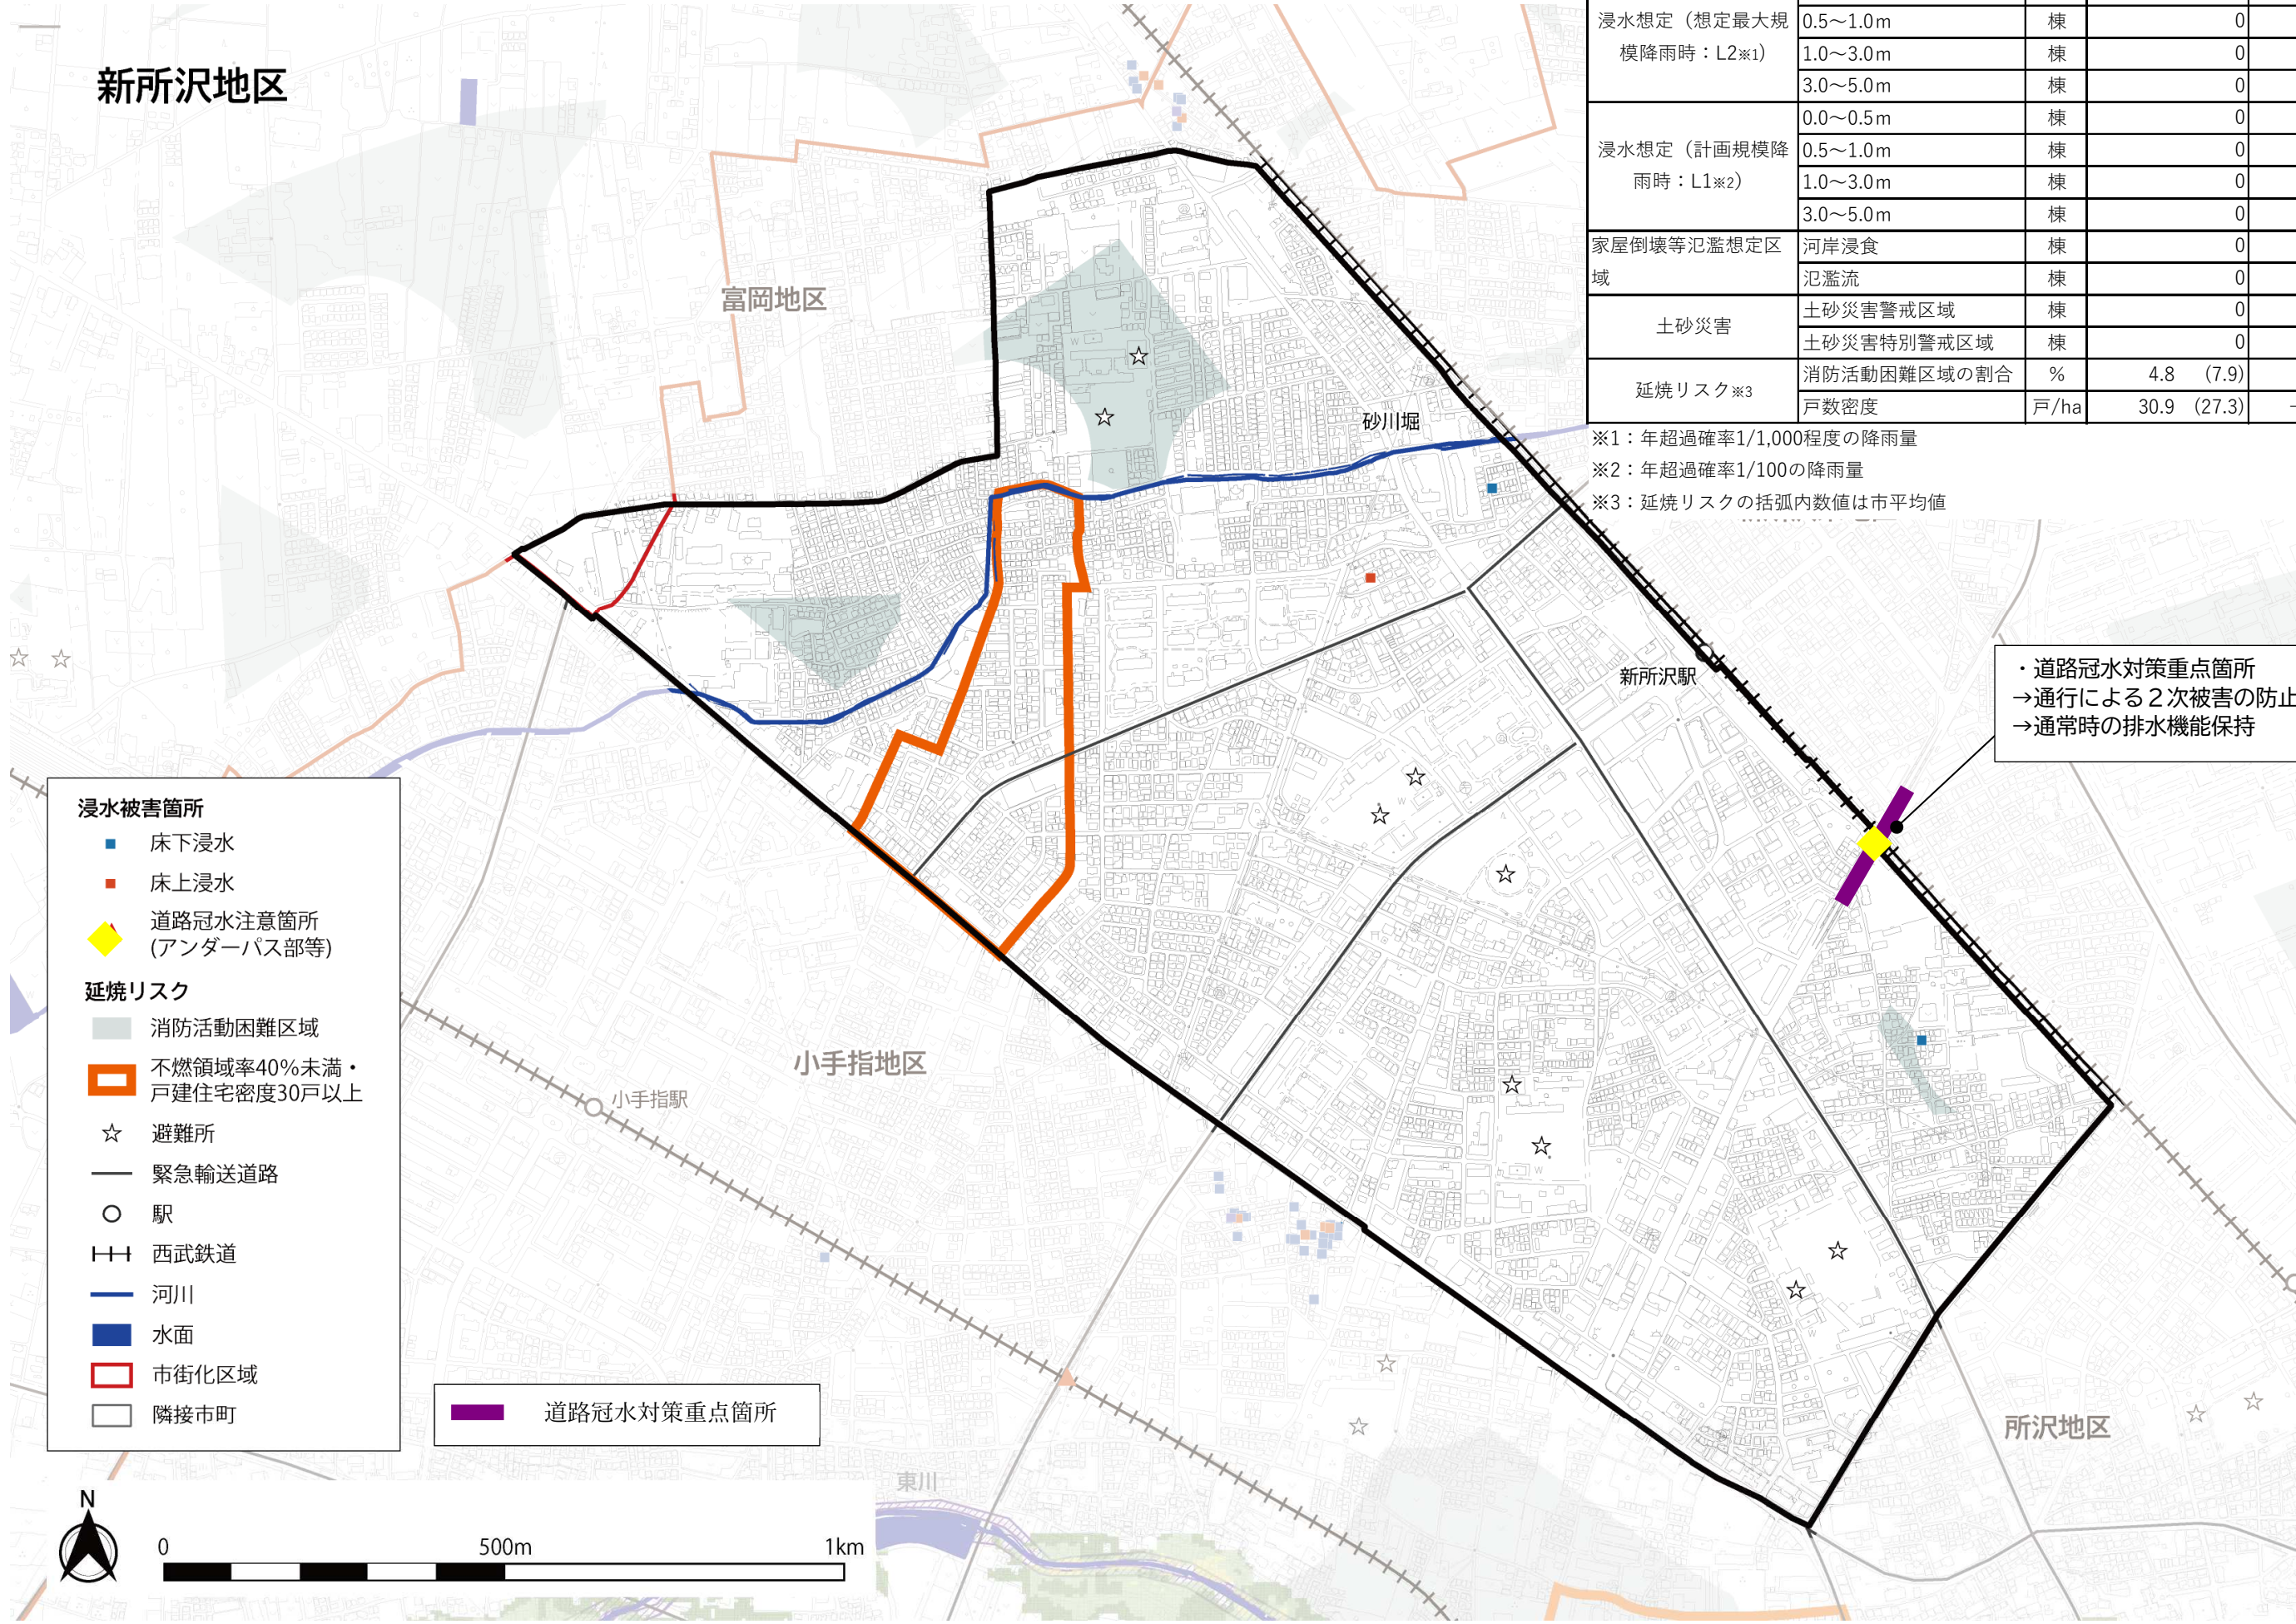 新所沢地区
浸水想定（想定最大規模降雨時：L2※1）
0.5～1.0m 棟 0
1.0～3.0m 棟 0
3.0～5.0m 棟 0
浸水想定（計画規模降雨時：L1※2）
0.0～0.5m 棟 0
0.5～1.0m 棟 0
1.0～3.0m 棟 0
3.0～5.0m 棟 0
家屋倒壊等氾濫想定区域
河岸浸食 棟 0
氾濫流 棟 0
土砂災害
土砂災害警戒区域 棟 0
土砂災害特別警戒区域 棟 0
延焼リスク※3
消防活動困難区域の割合 % 4.8 (7.9)
戸数密度 戸/ha 30.9 (27.3)
※1：年超過確率1/1,000程度の降雨量
※2：年超過確率1/100の降雨量
※3：延焼リスクの括弧内数値は市平均値
富岡地区
砂川堀
新所沢駅
・道路冠水対策重点箇所
→通行による２次被害の防止
→通常時の排水機能保持
小手指地区
小手指駅
所沢地区
東川
浸水被害箇所
床下浸水
床上浸水
道路冠水注意箇所
(アンダーパス部等)
延焼リスク
消防活動困難区域
不燃領域率40%未満・
戸建住宅密度30戸以上
避難所
緊急輸送道路
駅
西武鉄道
河川
水面
市街化区域
隣接市町
道路冠水対策重点箇所
N
0 500m 1km